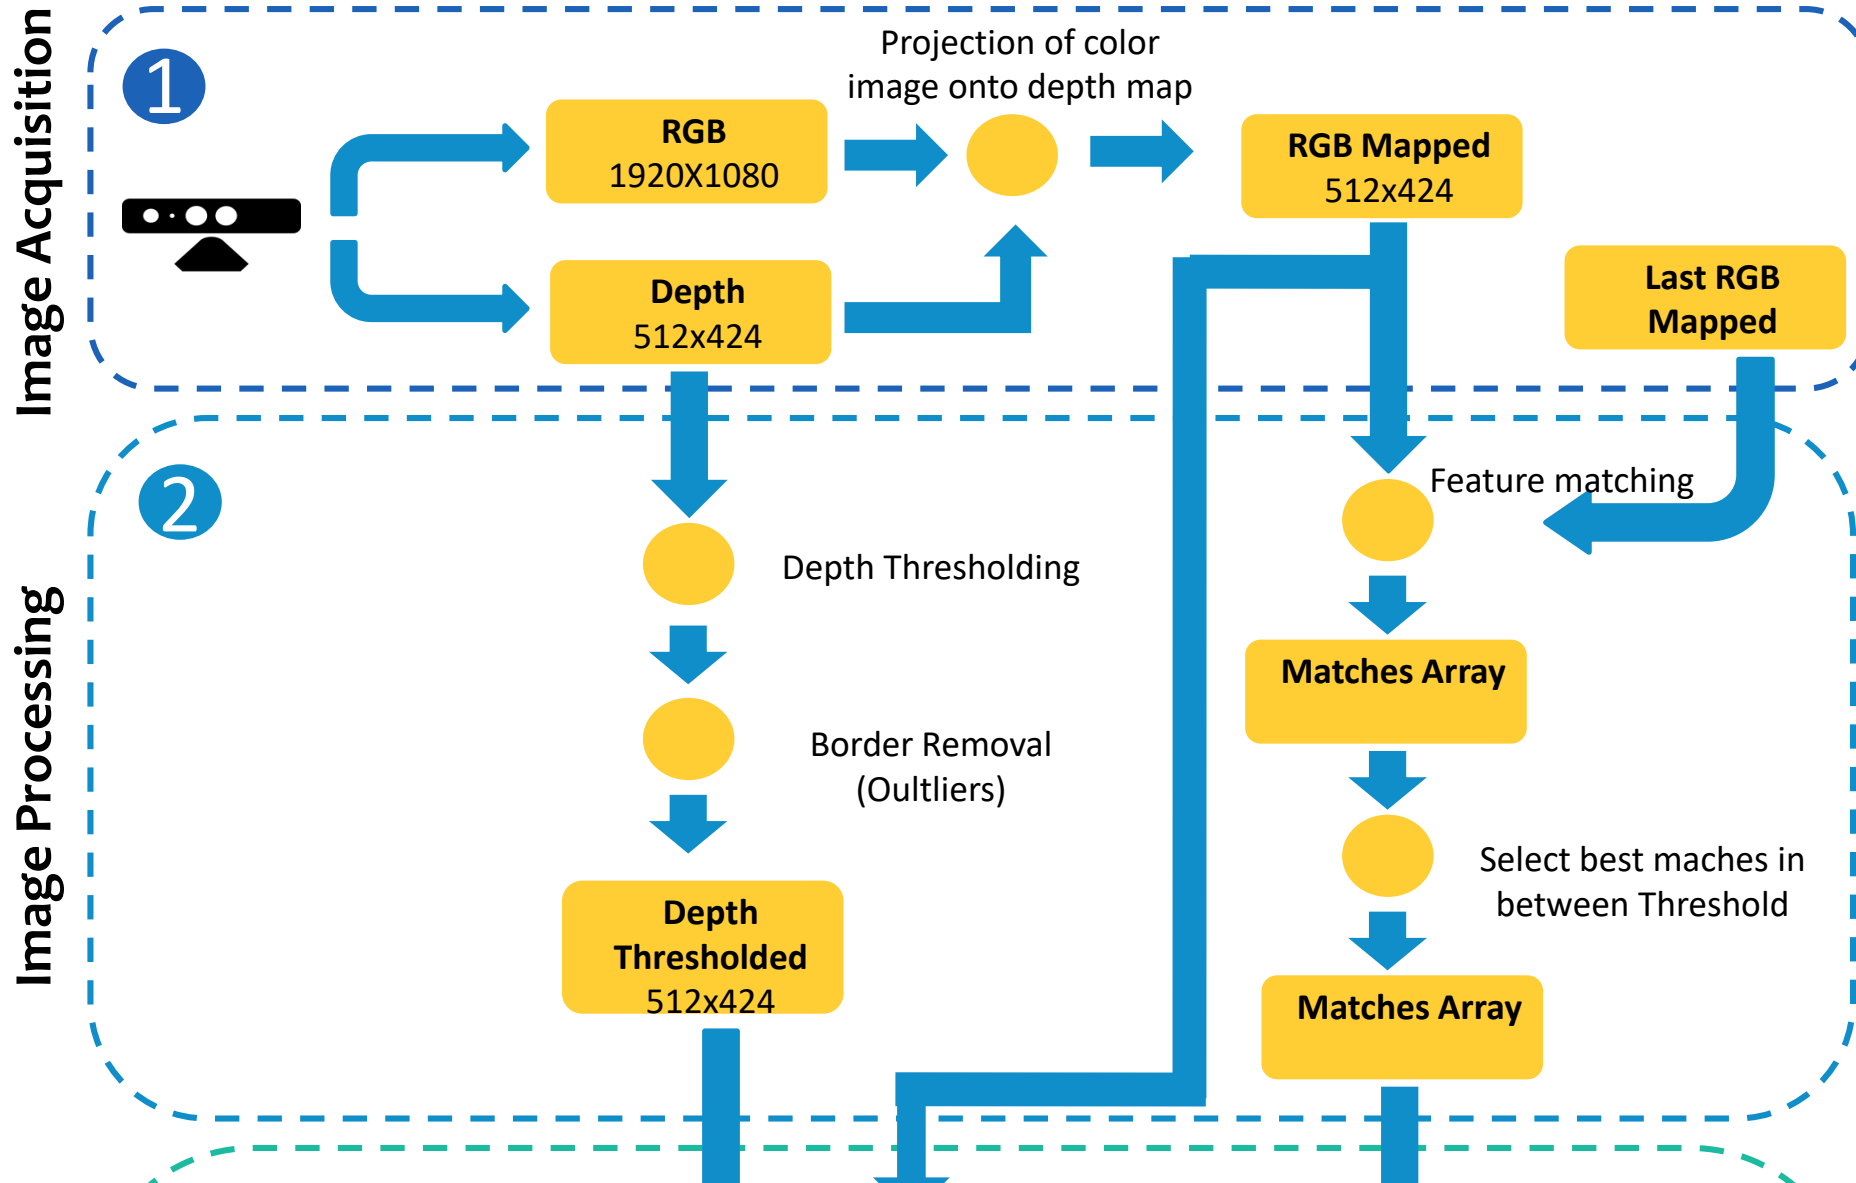 Image Acquisition
1
Projection of color
image onto depth map
RGB
1920X1080
RGB Mapped
512x424
Depth
512x424
Last RGB
Mapped
Image Processing
2
Feature matching
Depth Thresholding
Matches Array
Border Removal
(Oultliers)
Select best maches in
between Threshold
Depth
Thresholded
512x424
Matches Array